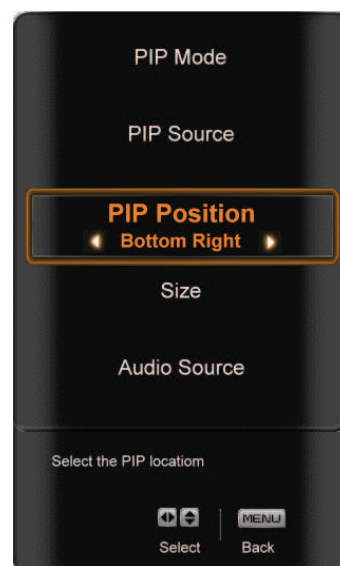 PIP Mode
PIP Source
PIP Position
Bottom Right
Size
Audio Source
Select the PIP locatiom
MENU
Select Back